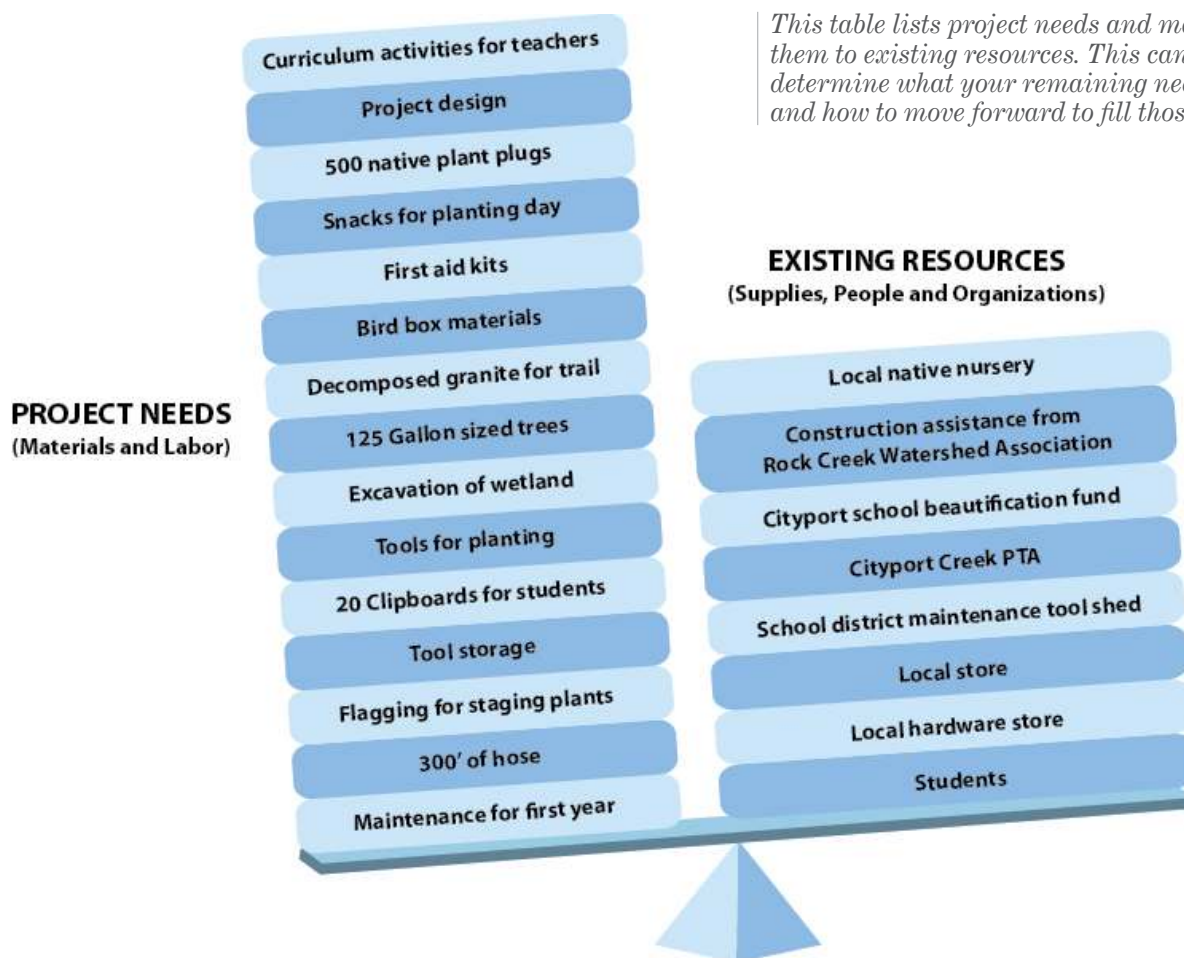 This table lists project needs and
them to existing resources. This can
determine what your remaining
and how to move forward to fill
Curriculum activities for teachers
Project design
500 native plant plugs
Snacks for planting day
First aid kits
Bird box materials
Decomposed granite for trail
125 Gallon sized trees
Excavation of wetland
Tools for planting
20 Clipboards for students
Tool storage
Flagging for staging plants
300’ of hose
Maintenance for first year
PROJECT NEEDS
(Materials and Labor)
EXISTING RESOURCES
(Supplies, People and Organizations)
Local native nursery
Construction assistance from
Rock Creek Watershed Association
Cityport school beautification fund
Cityport Creek PTA
School district maintenance tool shed
Local store
Local hardware store
Students